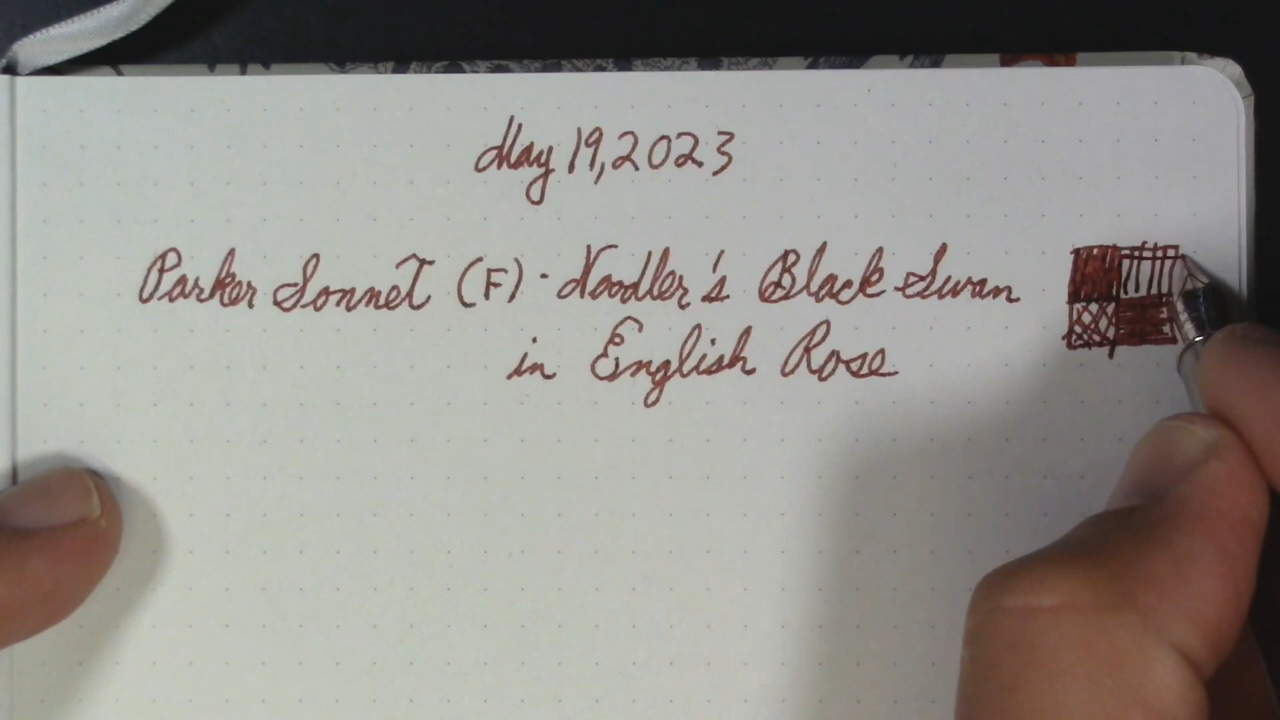 May 19, 2023
Parker Sonnet (F) · Noodler's Black Swan
in English Rose